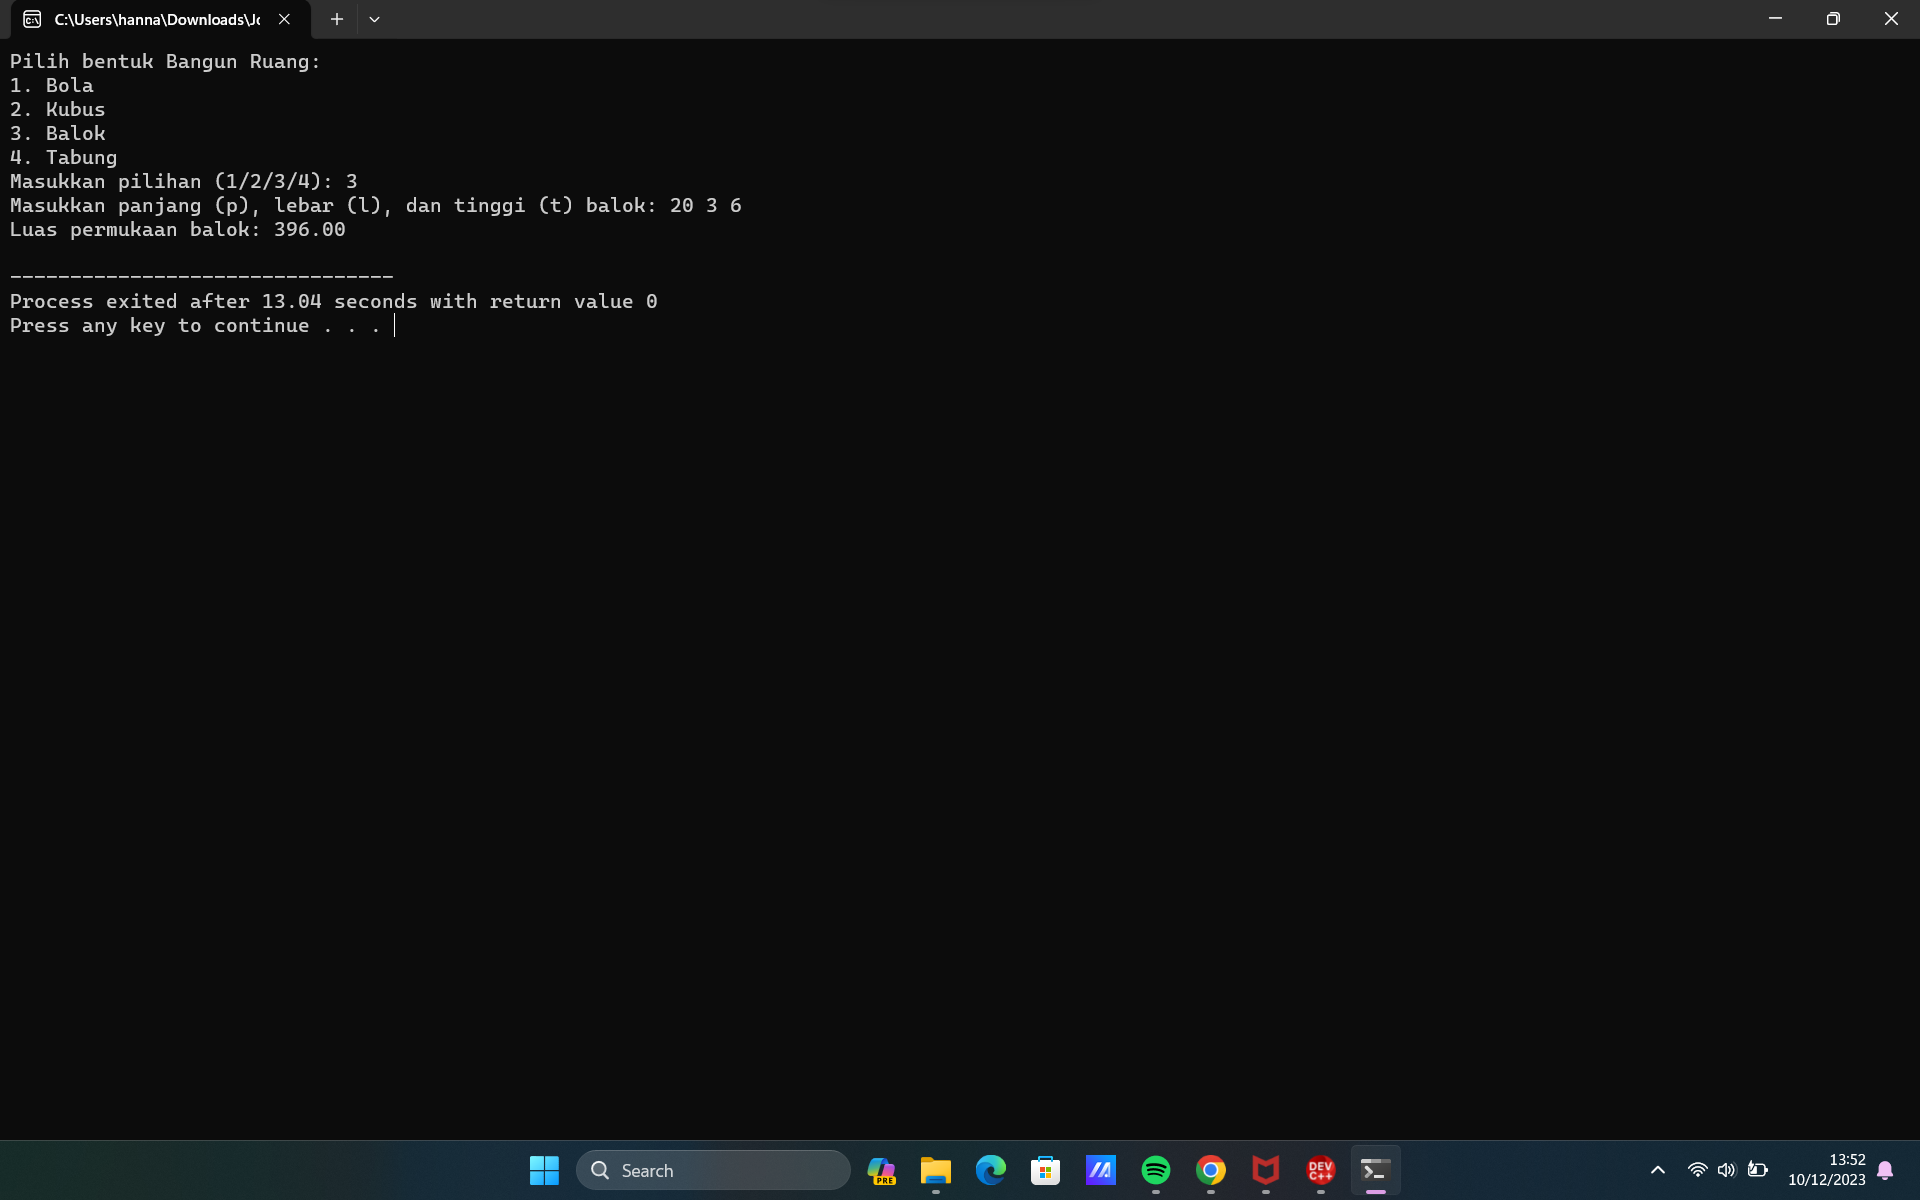 C:\Users\hanna\Downloads\Jo
Pilih bentuk Bangun Ruang:
1. Bola
2. Kubus
3. Balok
4. Tabung
Masukkan pilihan (1/2/3/4): 3
Masukkan panjang (p), lebar (l), dan tinggi (t) balok: 20 3 6
Luas permukaan balok: 396.00
--------------------------------
Process exited after 13.04 seconds with return value 0
Press any key to continue . . .
Search
PRE
DEV
C++
13:52
10/12/2023